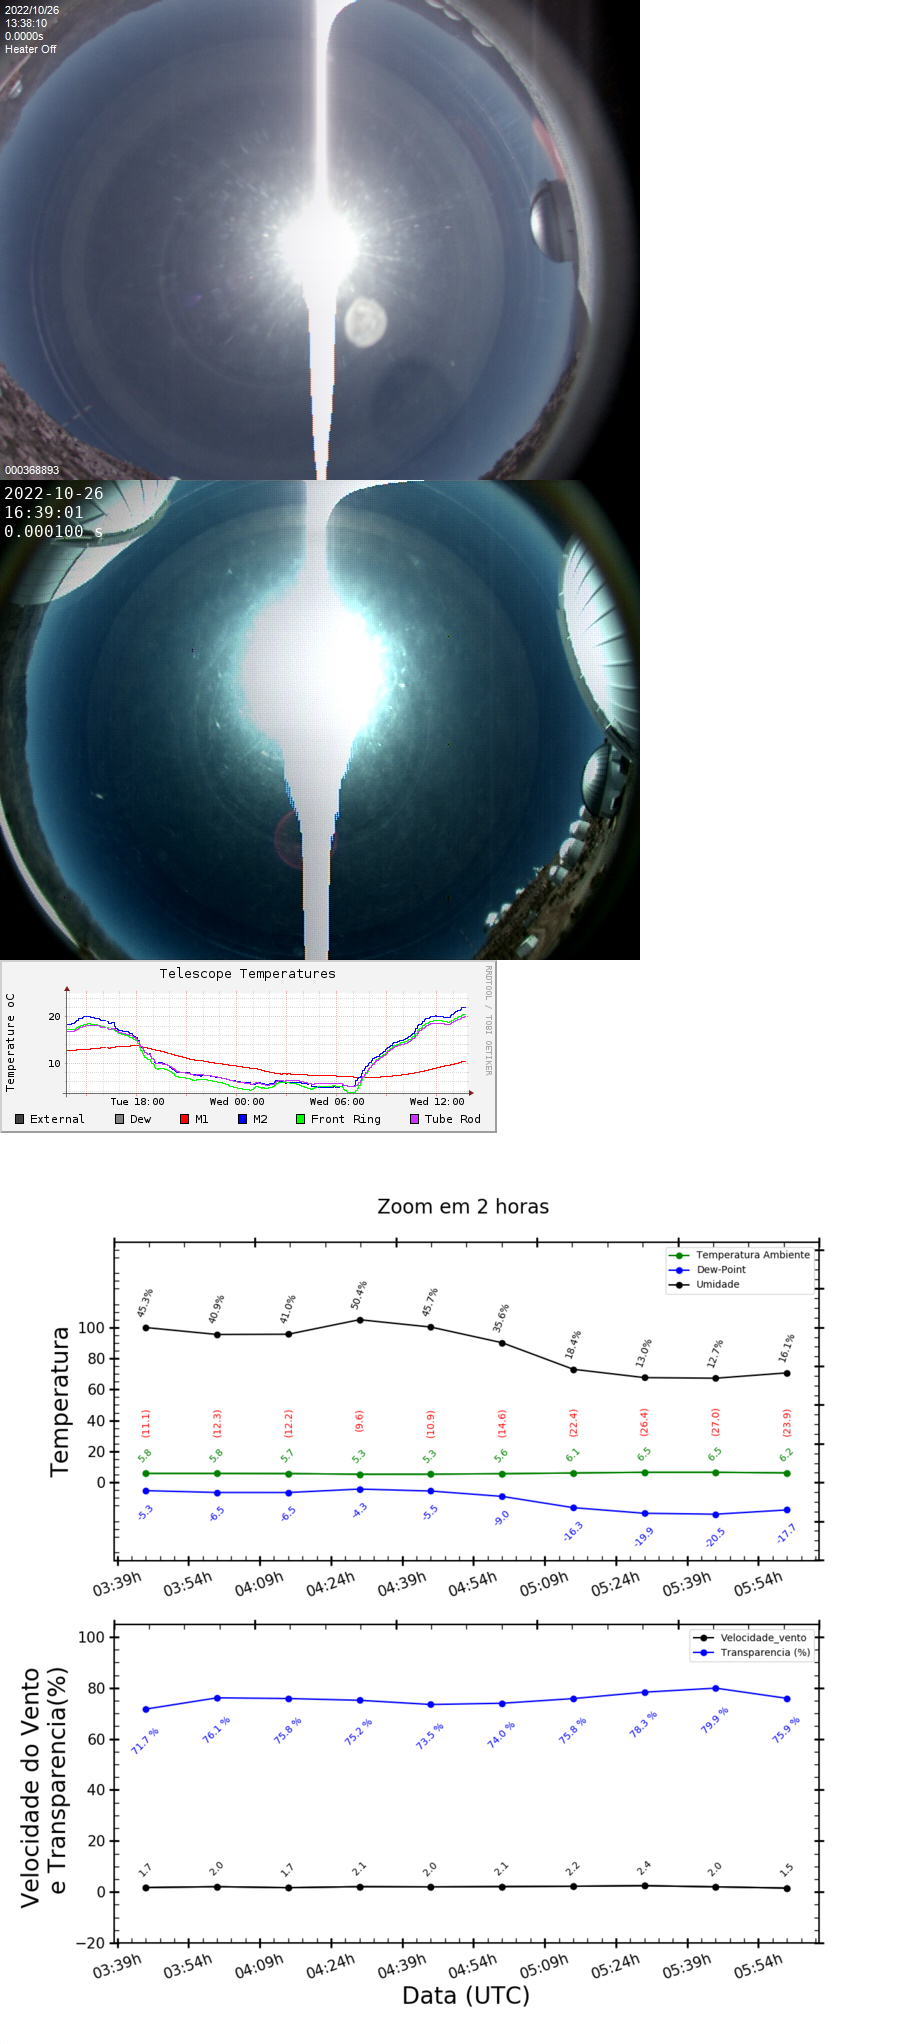 2022/10/26
13:38:10
0.0000s
Heater Off
000368893
2022-10-26
16:39:01
0.000100 s
Telescope Temperatures
RRDTOOL / TOBI OETIKER
Temperature oC
20
10
Tue 18:00 Wed 00:00 Wed 06:00 Wed 12:00
External Dew M1 M2 Front Ring Tube Rod
Zoom em 2 horas
Temperatura
Temperatura Ambiente
Dew-Point
Umidade
45.3% 40.9% 41.0% 50.4% 45.7% 35.6% 18.4% 13.0% 12.7% 16.1%
100
80
60
40
20
0
(11.1) (12.3) (12.2) (9.6) (10.9) (14.6) (22.4) (26.4) (27.0) (23.9)
5.8 5.8 5.7 5.3 5.3 5.6 6.1 6.5 6.5 6.2
-5.3 -6.5 -6.5 -4.3 -5.5 -9.0 -16.3 -19.9 -20.5 -17.7
03:39h 03:54h 04:09h 04:24h 04:39h 04:54h 05:09h 05:24h 05:39h 05:54h
Velocidade do Vento
e Transparencia(%)
Velocidade_vento
Transparencia (%)
100
80
60
40
20
0
−20
71.7 % 76.1 % 75.8 % 75.2 % 73.5 % 74.0 % 75.8 % 78.3 % 79.9 % 75.9 %
1.7 2.0 1.7 2.1 2.0 2.1 2.2 2.4 2.0 1.5
03:39h 03:54h 04:09h 04:24h 04:39h 04:54h 05:09h 05:24h 05:39h 05:54h
Data (UTC)